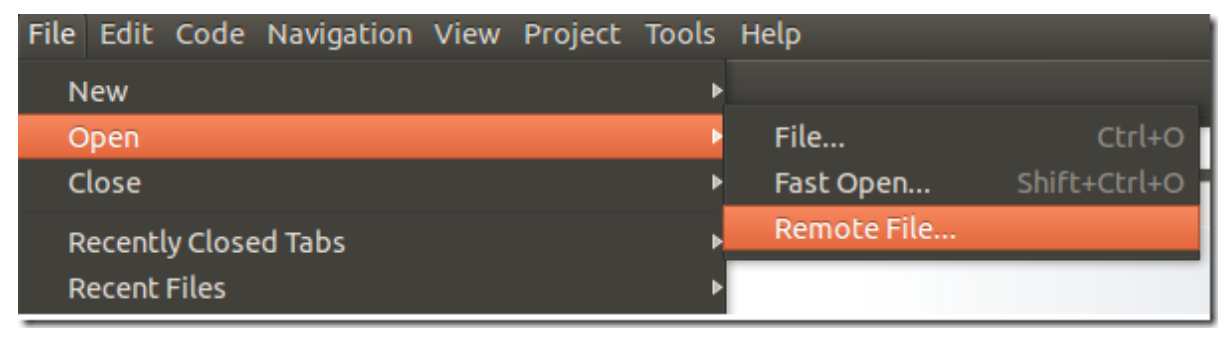 File Edit Code Navigation View Project Tools Help
New
Open
Close
Recently Closed Tabs
Recent Files
File... Ctrl+O
Fast Open... Shift+Ctrl+O
Remote File...